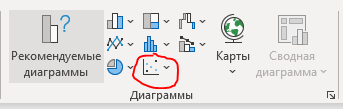 Рекомендуемые
диаграммы
Карты
Сводная
диаграмма
Диаграммы